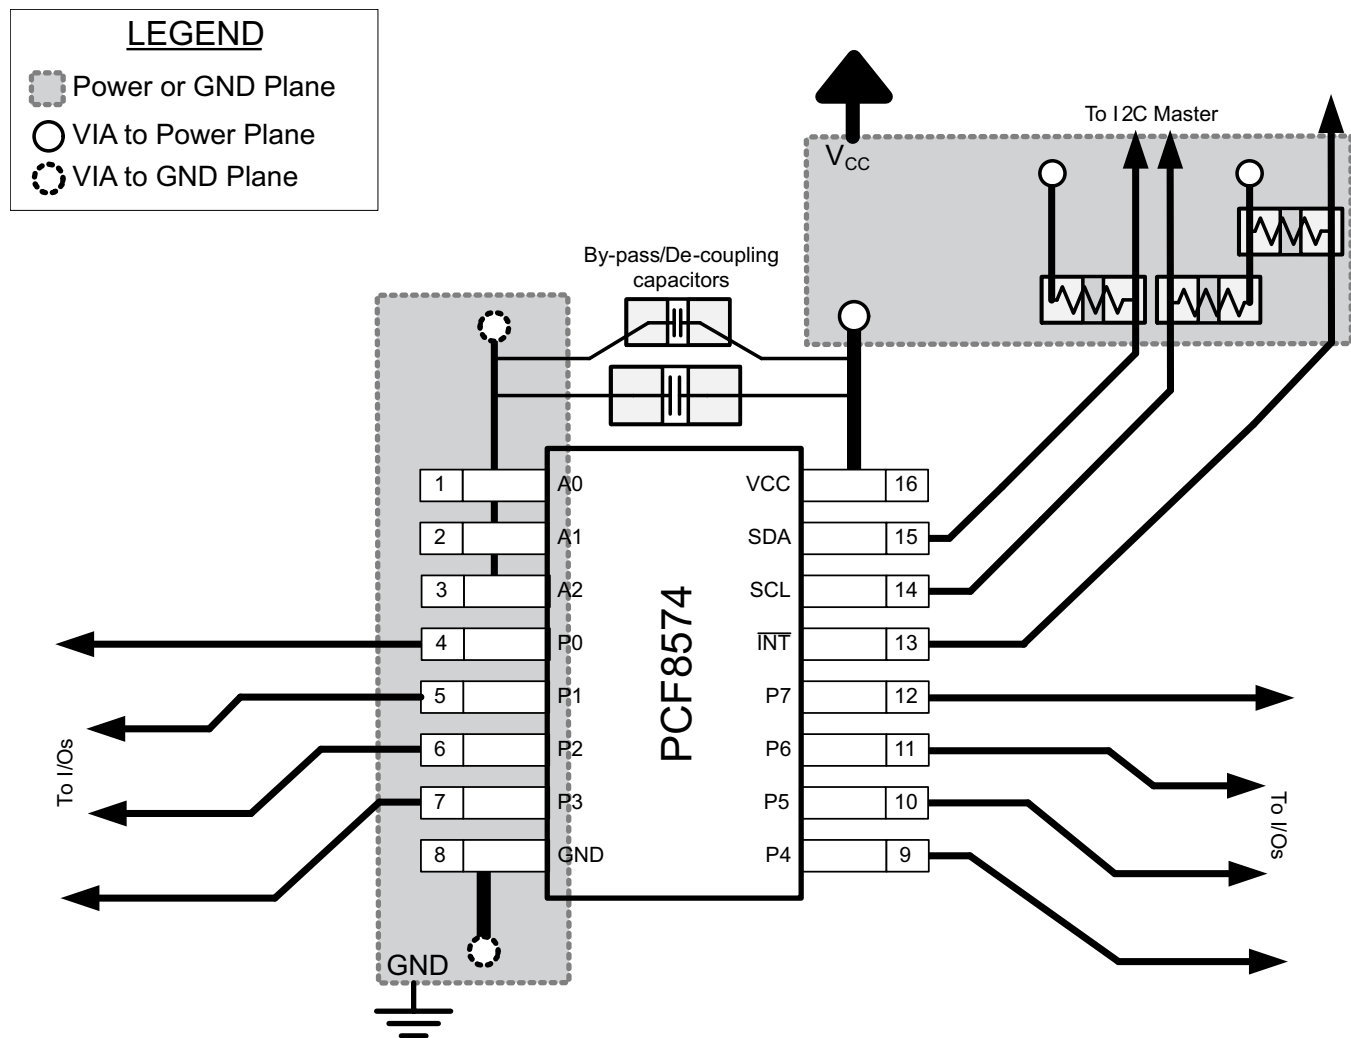 LEGEND
Power or GND Plane
VIA to Power Plane
VIA to GND Plane
To I2C Master
VCC
By-pass/De-coupling
capacitors
1 A0 VCC 16
2 A1 SDA 15
3 A2 SCL 14
4 P0 INT 13
5 P1 P7 12
6 P2 P6 11
7 P3 P5 10
8 GND P4 9
PCF8574
To I/Os
To I/Os
GND